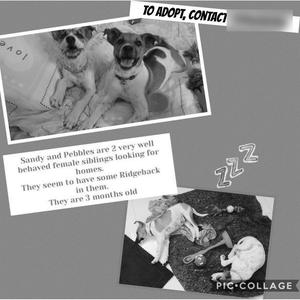 TO ADOPT, CONTACT
love
Sandy and Pebbles are 2 very well
behaved female siblings looking for
homes.
They seem to have some Ridgeback
in them.
They are 3 months old
ZZZ
PIC•COLLAGE